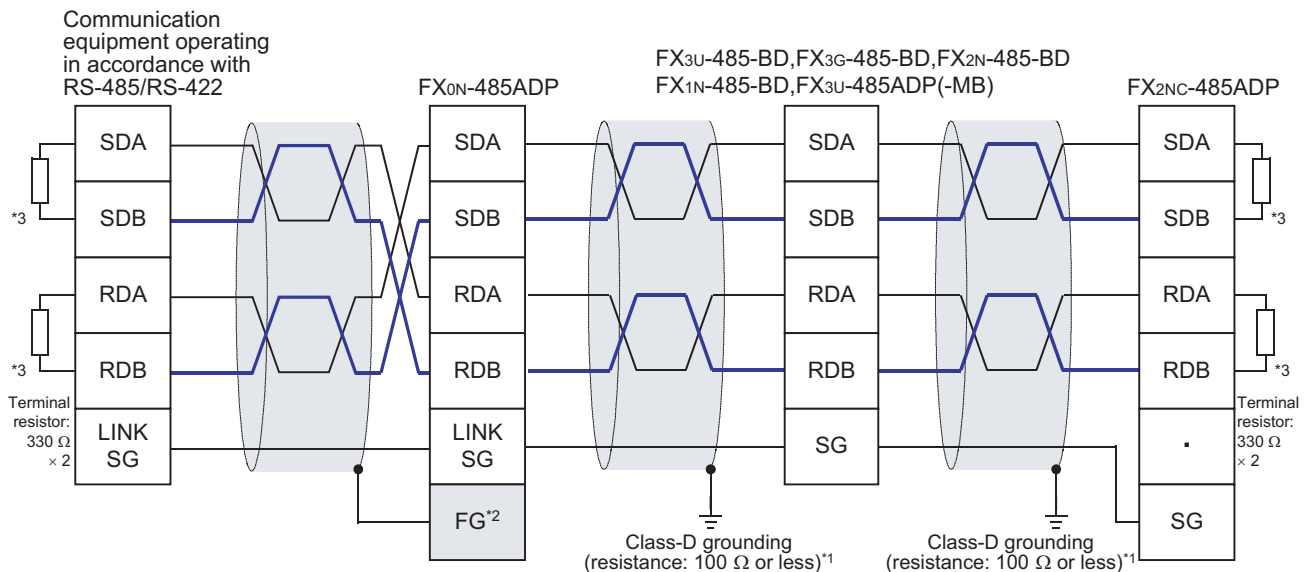 Communication
equipment operating
in accordance with
RS-485/RS-422
FX0N-485ADP
FX3U-485-BD,FX3G-485-BD,FX2N-485-BD
FX1N-485-BD,FX3U-485ADP(-MB)
FX2NC-485ADP
SDA
SDB
RDA
RDB
LINK
SG
*3
*3
Terminal
resistor:
330 Ω
× 2
SDA
SDB
RDA
RDB
LINK
SG
FG*2
SDA
SDB
RDA
RDB
SG
SDA
SDB
RDA
RDB
.
SG
*3
*3
Terminal
resistor:
330 Ω
× 2
Class-D grounding
(resistance: 100 Ω or less)*1
Class-D grounding
(resistance: 100 Ω or less)*1